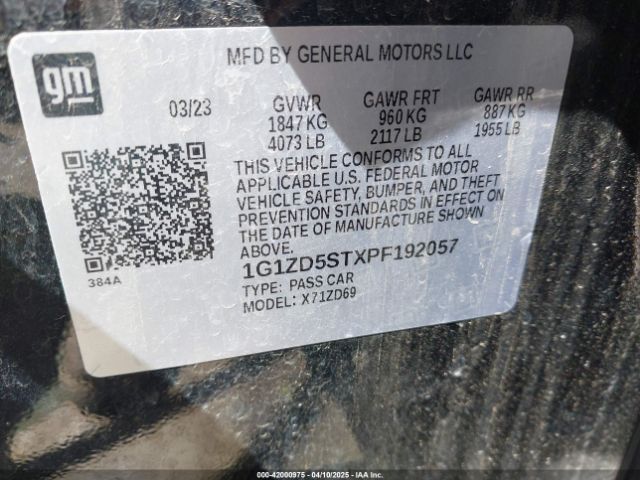 gm
MFD BY GENERAL MOTORS LLC
03/23 GVWR GAWR FRT GAWR RR
1847 KG 960 KG 887 KG
4073 LB 2117 LB 1955 LB
THIS VEHICLE CONFORMS TO ALL
APPLICABLE U.S. FEDERAL MOTOR
VEHICLE SAFETY, BUMPER, AND THEFT
PREVENTION STANDARDS IN EFFECT ON
THE DATE OF MANUFACTURE SHOWN
ABOVE.
1G1ZD5STXPF192057
384A
TYPE: PASS CAR
MODEL: X71ZD69
000-42000975 - 04/10/2025 - IAA Inc.